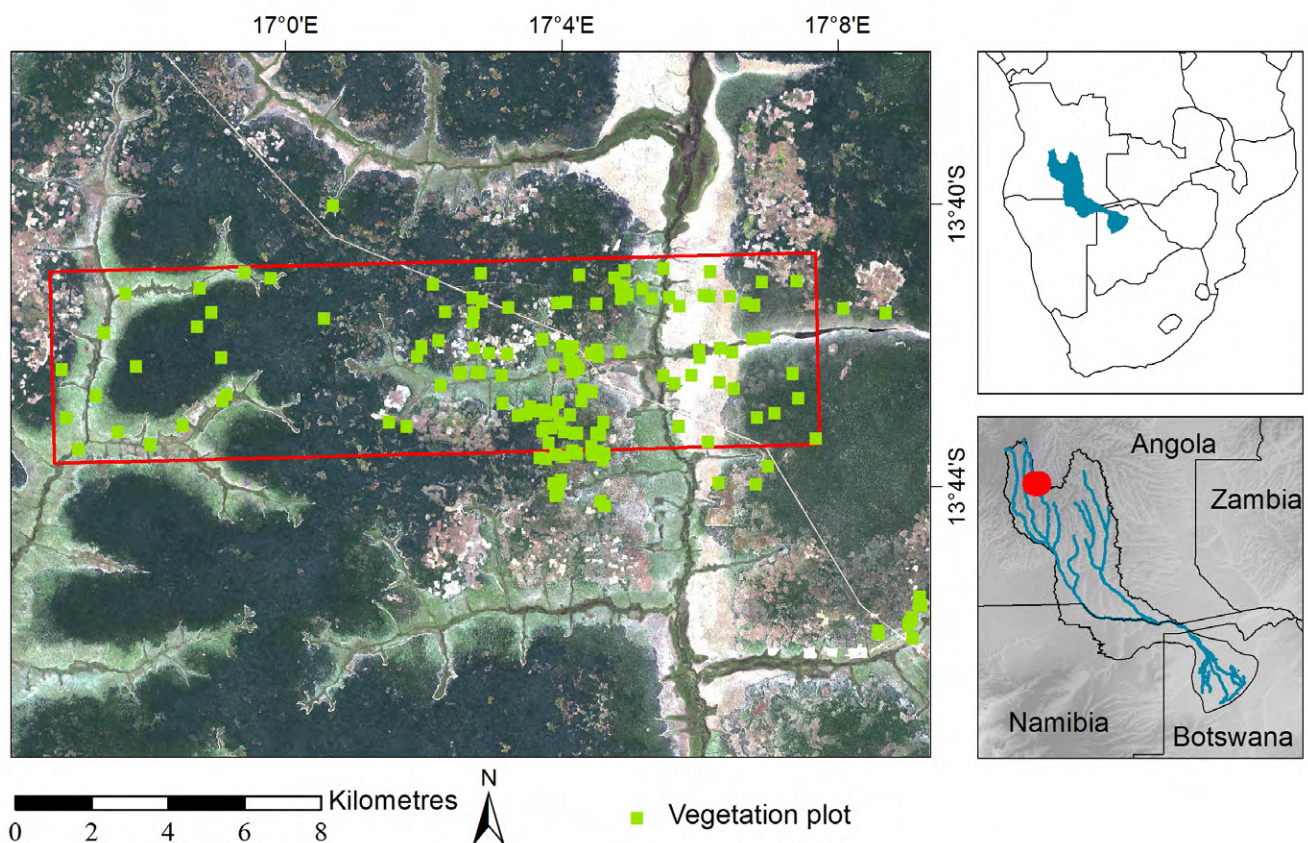 17°0'E 17°4'E 17°8'E
13°40'S
13°44'S
Angola
Zambia
Namibia
Botswana
Kilometres
0 2 4 6 8
N
Vegetation plot